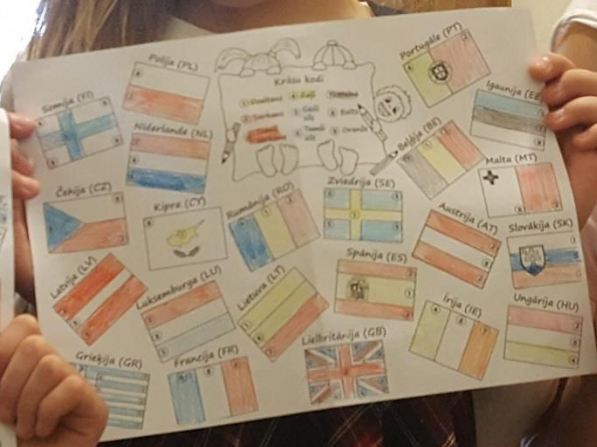 Polija (PL)
Portugāle (PT)
Krāsu kodi
Somija (FI)
Igaunija (EE)
Nīderlande (NL)
Beļģija (BE)
Malta (MT)
Čehija (CZ)
Kipra (CY)
Rumānija (RO)
Zviedrija (SE)
Austrija (AT)
Slovākija (SK)
Latvija (LV)
Luksemburga (LU)
Lietuva (LT)
Spānija (ES)
Īrija (IE)
Ungārija (HU)
Grieķija (GR)
Francija (FR)
Lielbritānija (GB)